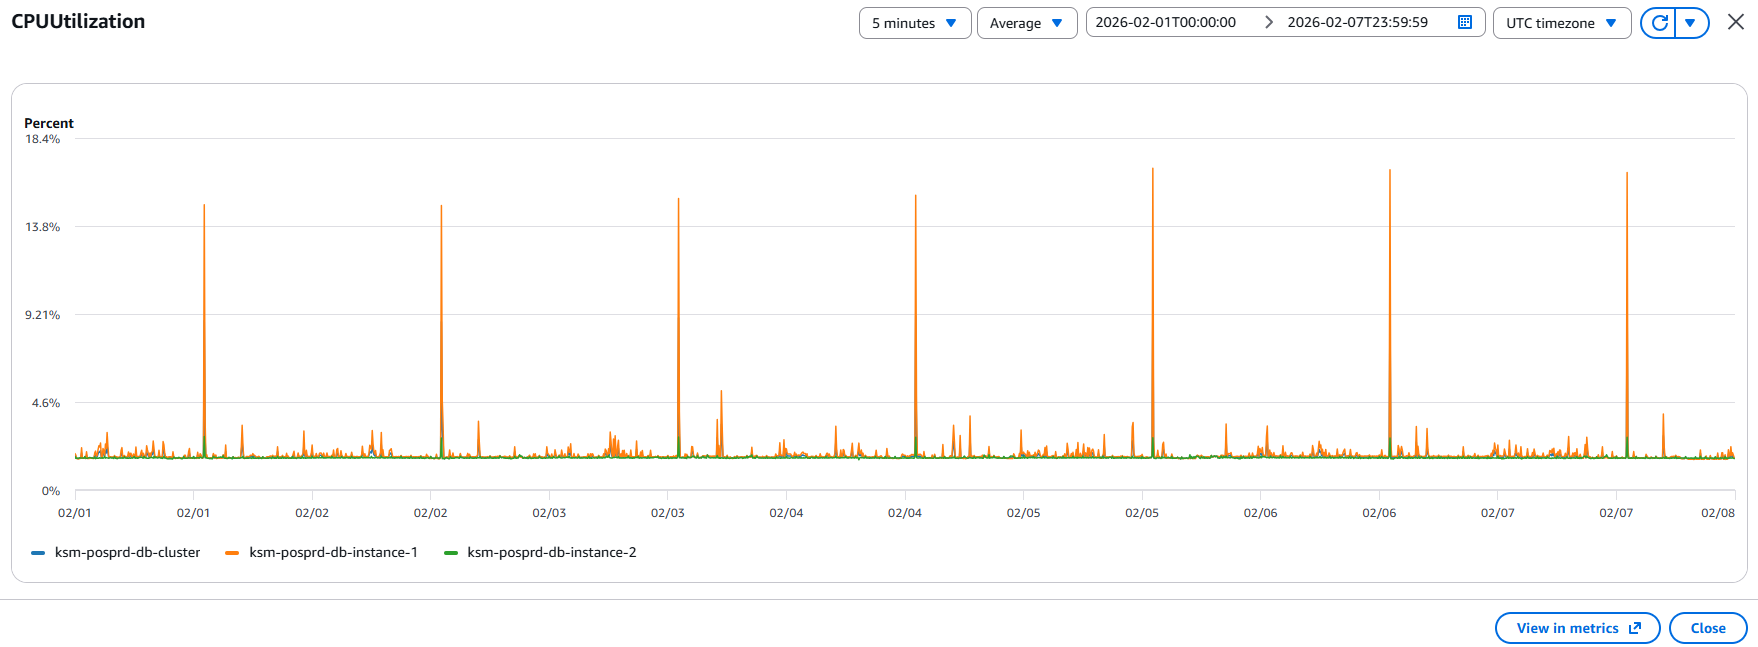 CPUUtilization
5 minutes
Average
2026-02-01T00:00:00
2026-02-07T23:59:59
UTC timezone
Percent
18.4%
13.8%
9.21%
4.6%
0%
02/01 02/01 02/02 02/02 02/03 02/03 02/04 02/04 02/05 02/05 02/06 02/06 02/07 02/07 02/08
ksm-posprd-db-cluster
ksm-posprd-db-instance-1
ksm-posprd-db-instance-2
View in metrics
Close